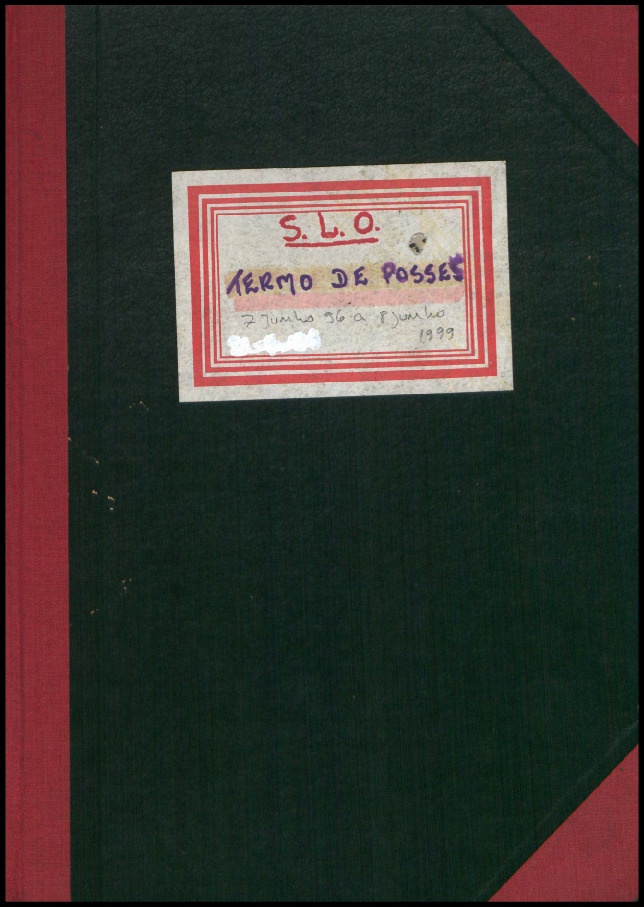 S. L. O.
TERMO DE POSSES
7 Junho 96 a 8 junho
1999